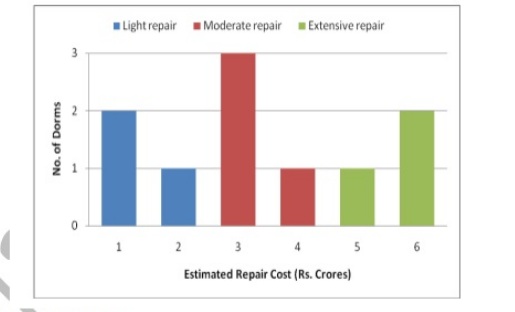 Light repair Moderate repair Extensive repair
3
2
1
0
No. of Dorms
1 2 3 4 5 6
Estimated Repair Cost (Rs. Crores)